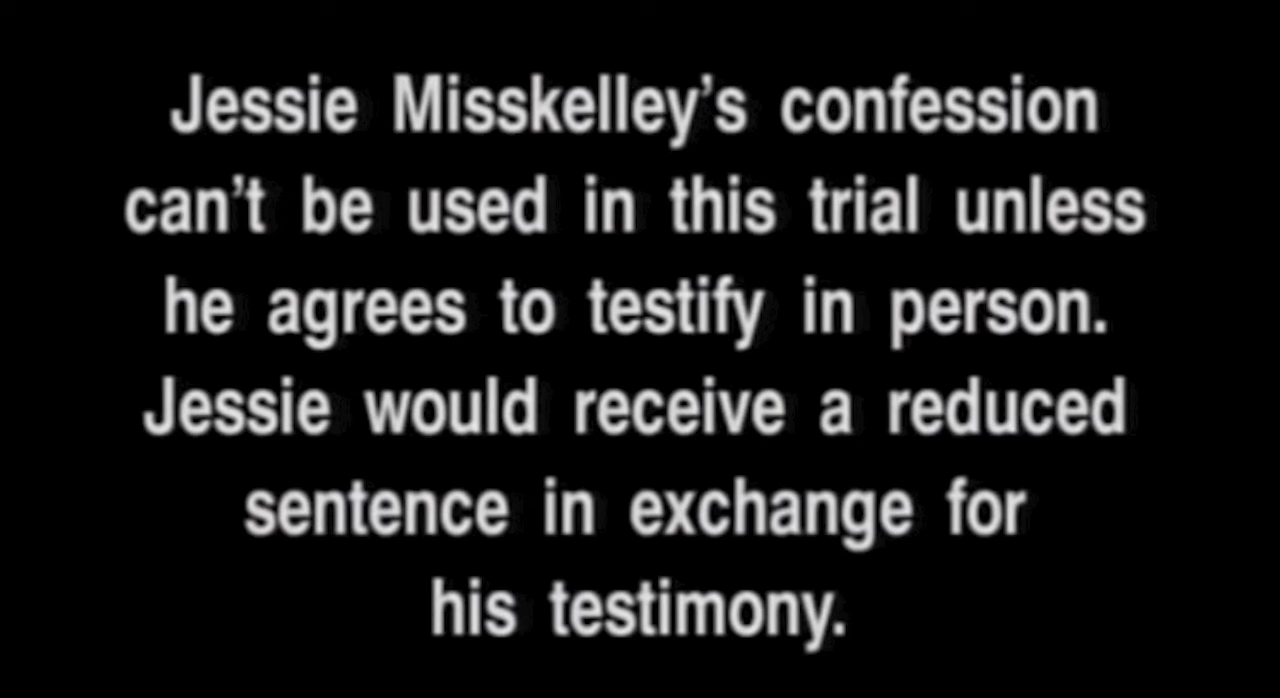 Jessie Misskelley’s confession
can’t be used in this trial unless
he agrees to testify in person.
Jessie would receive a reduced
sentence in exchange for
his testimony.